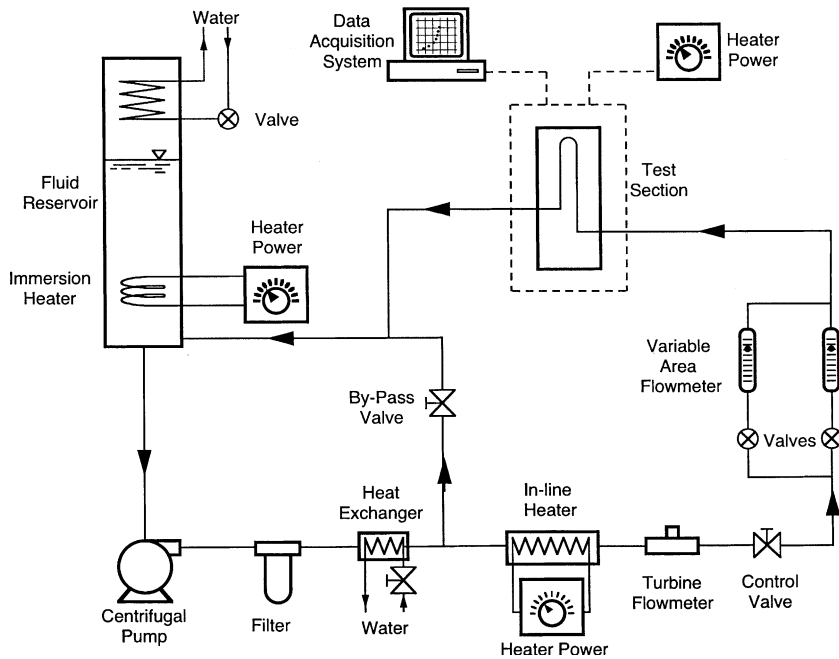 Water
Data
Acquisition
System
Heater
Power
Valve
Fluid
Reservoir
Test
Section
Heater
Power
Immersion
Heater
Variable
Area
Flowmeter
By-Pass
Valve
Valves
Heat
Exchanger
In-line
Heater
Turbine
Flowmeter
Control
Valve
Centrifugal
Pump
Filter
Water
Heater Power